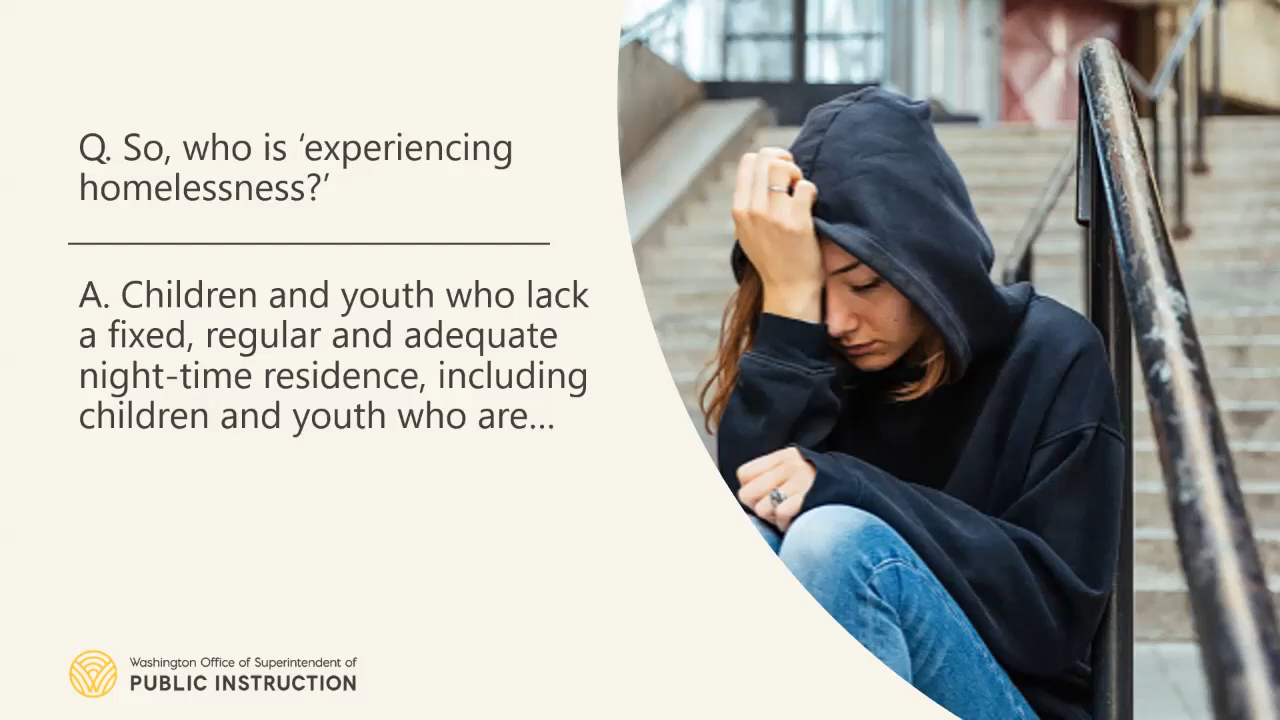 Q. So, who is ‘experiencing
homelessness?’
A. Children and youth who lack
a fixed, regular and adequate
night-time residence, including
children and youth who are...
Washington Office of Superintendent of
PUBLIC INSTRUCTION